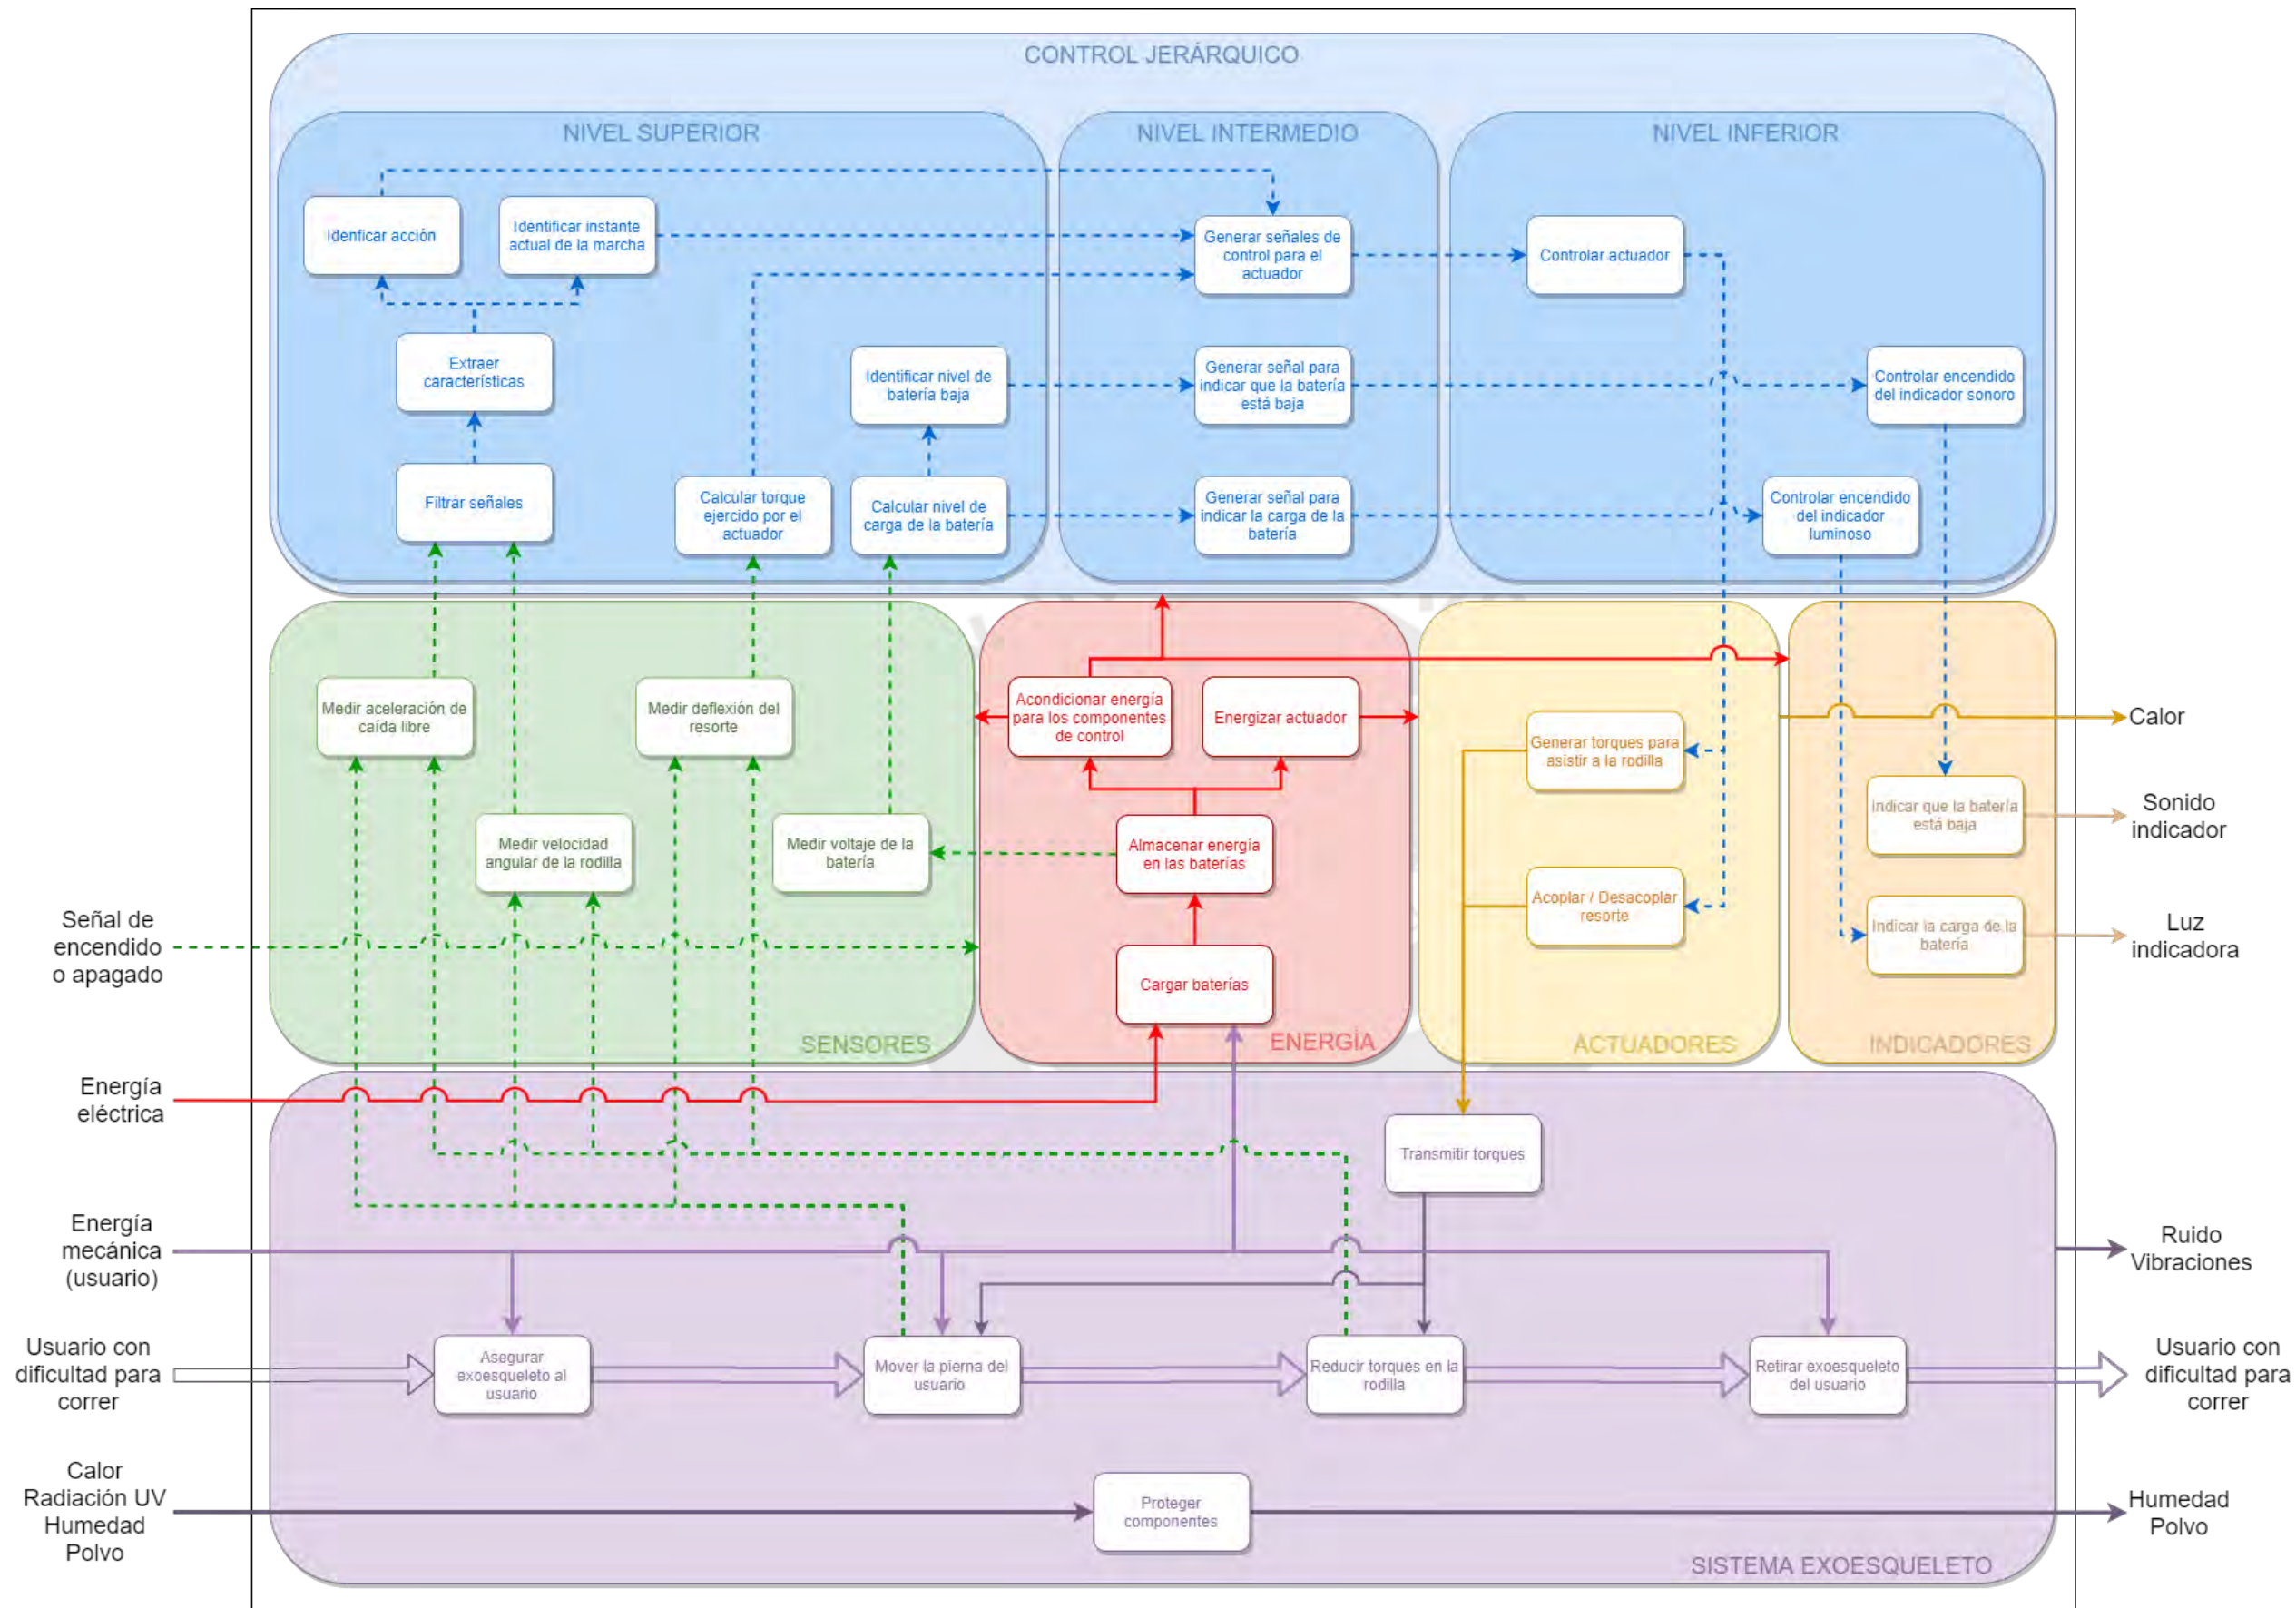 CONTROL JERÁRQUICO
NIVEL SUPERIOR
NIVEL INTERMEDIO
NIVEL INFERIOR
Idenficar acción
Identificar instante
actual de la marcha
Generar señales de
control para el
actuador
Controlar actuador
Extraer
características
Identificar nivel de
batería baja
Generar señal para
indicar que la batería
está baja
Controlar encendido
del indicador sonoro
Filtrar señales
Calcular torque
ejercido por el
actuador
Calcular nivel de
carga de la batería
Generar señal para
indicar la carga de la
batería
Controlar encendido
del indicador
luminoso
Medir aceleración de
caída libre
Medir deflexión del
resorte
Acondicionar energía
para los componentes
de control
Energizar actuador
Generar torques para
asistir a la rodilla
Calor
Medir velocidad
angular de la rodilla
Medir voltaje de la
batería
Almacenar energía
en las baterías
Indicar que la batería
está baja
Sonido
indicador
Acoplar / Desacoplar
resorte
Indicar la carga de la
batería
Luz
indicadora
Señal de
encendido
o apagado
Cargar baterías
SENSORES
ENERGÍA
ACTUADORES
INDICADORES
Energía
eléctrica
Transmitir torques
Energía
mecánica
(usuario)
Ruido
Vibraciones
Usuario con
dificultad para
correr
Asegurar
exoesqueleto al
usuario
Mover la pierna del
usuario
Reducir torques en la
rodilla
Retirar exoesqueleto
del usuario
Usuario con
dificultad para
correr
Calor
Radiación UV
Humedad
Polvo
Proteger
componentes
Humedad
Polvo
SISTEMA EXOESQUELETO